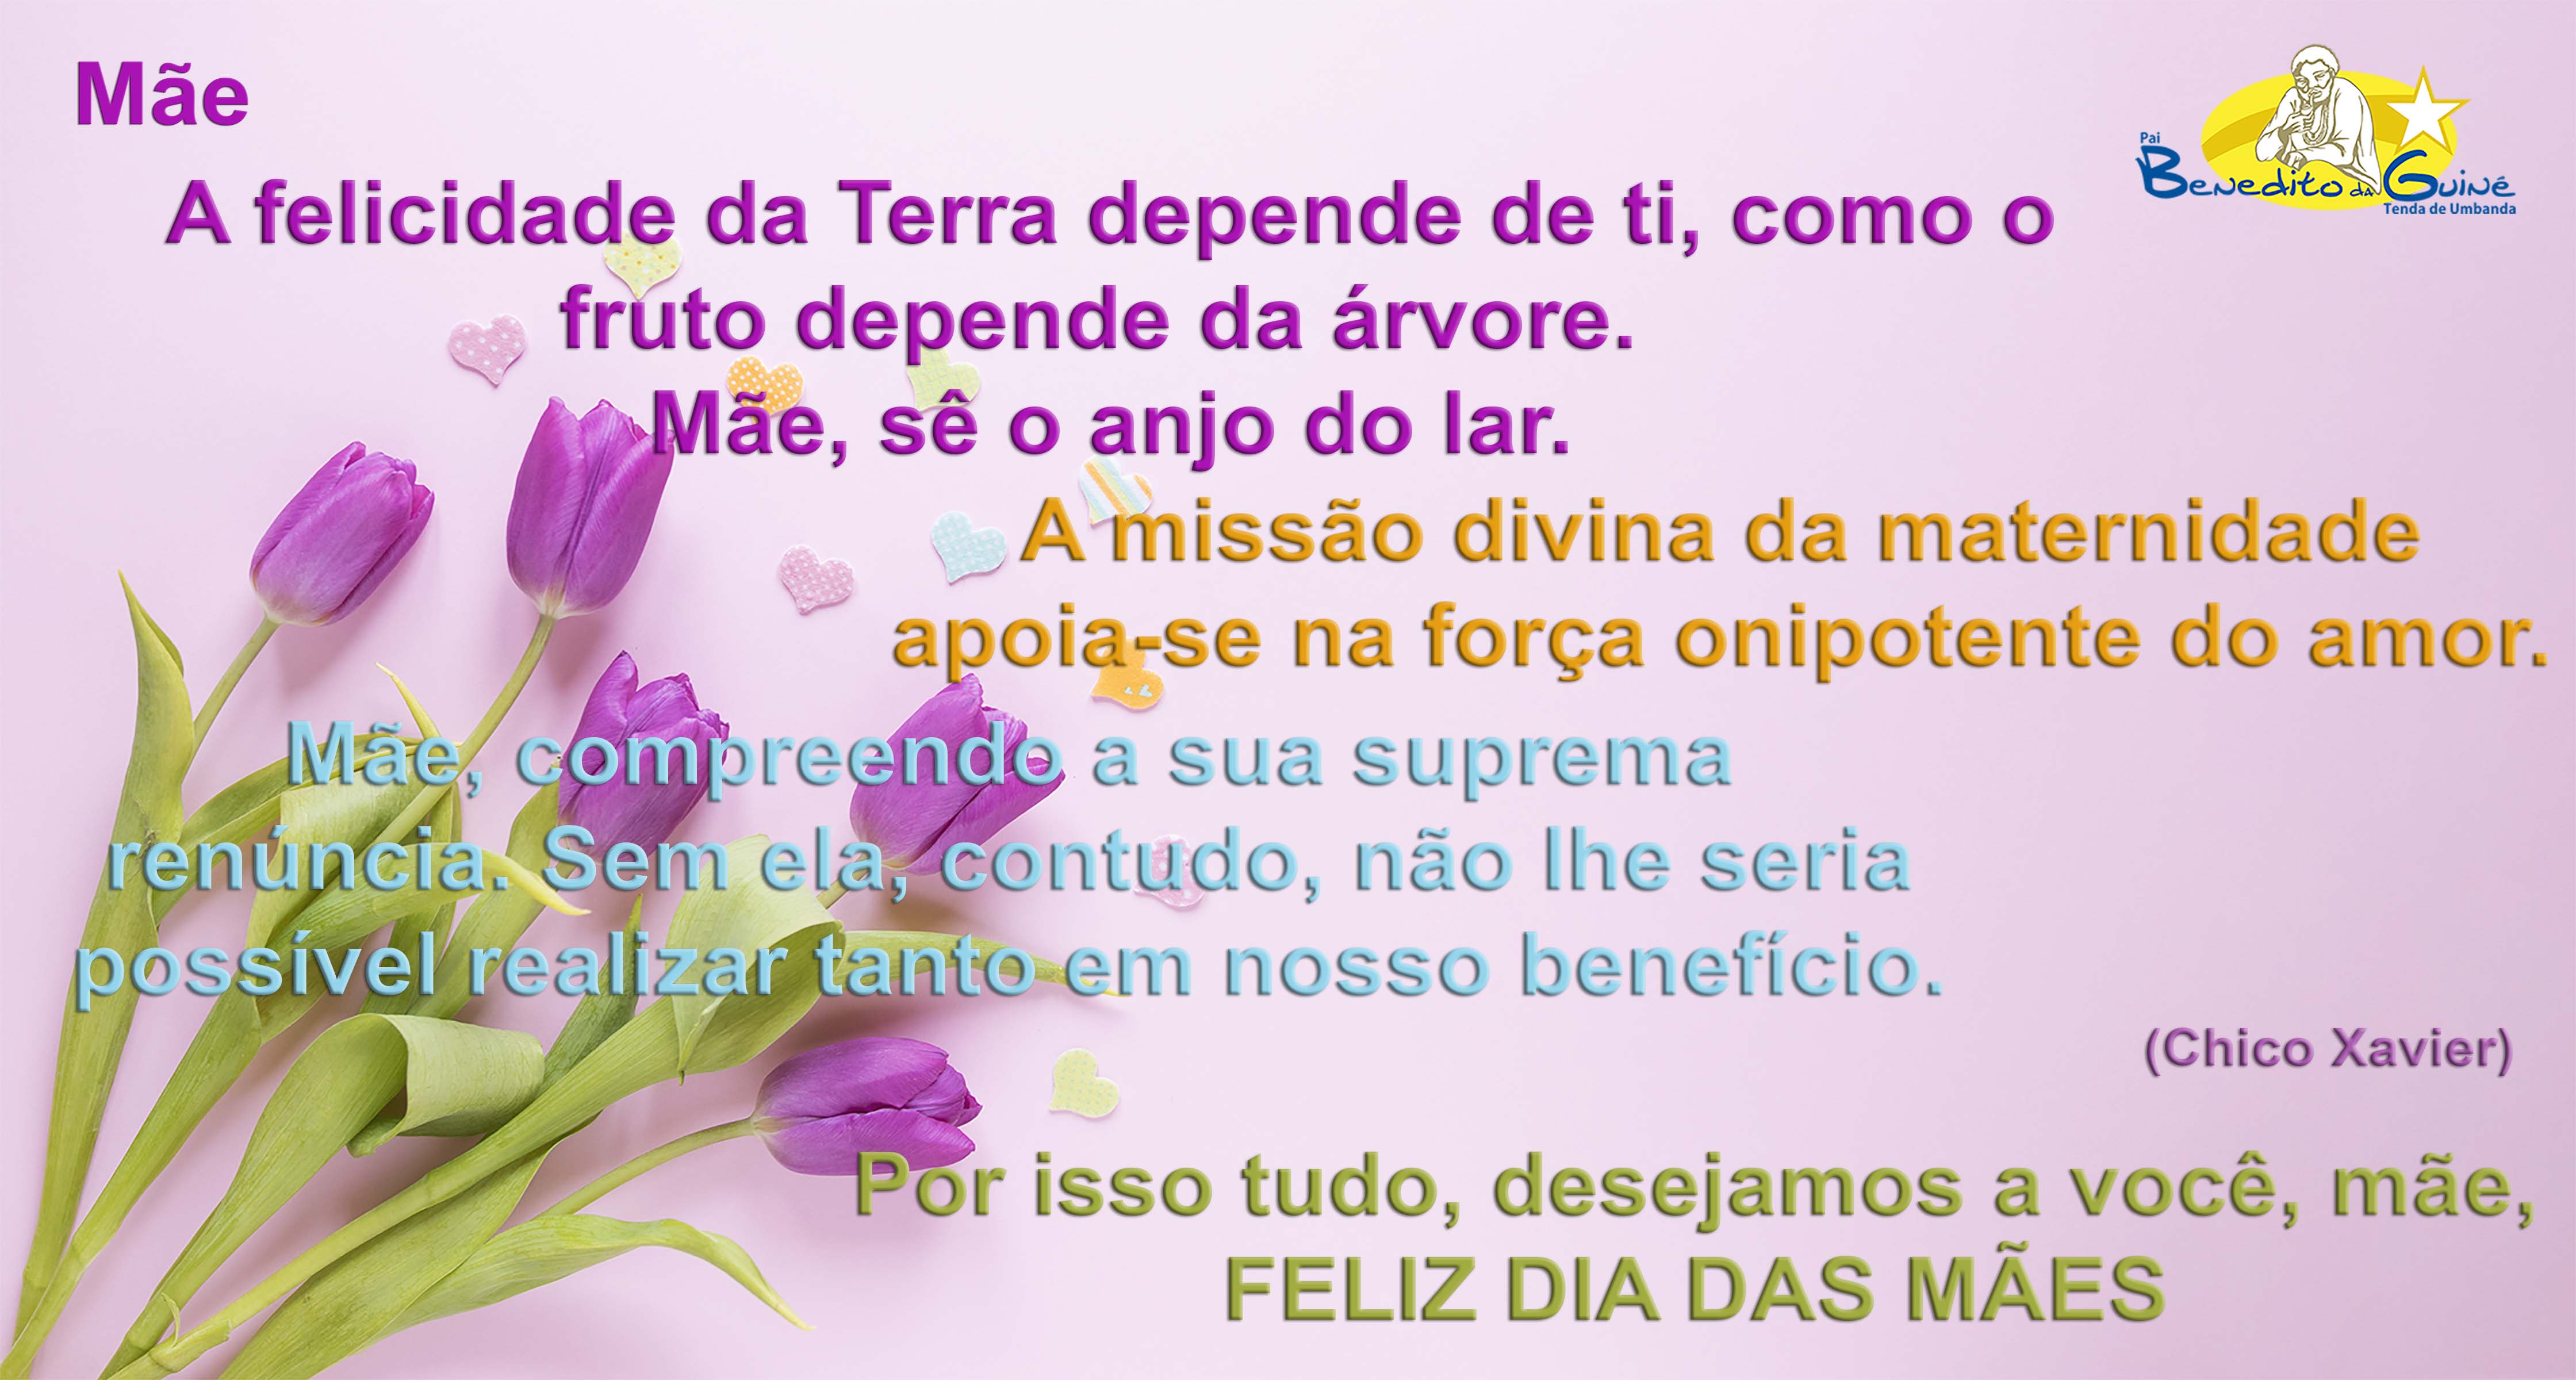 Mãe
Pai
Benedito da Guiné
Tenda de Umbanda
A felicidade da Terra depende de ti, como o
fruto depende da árvore.
Mãe, sê o anjo do lar.
A missão divina da maternidade
apoia-se na força onipotente do amor.
Mãe, compreendo a sua suprema
renúncia. Sem ela, contudo, não lhe seria
possível realizar tanto em nosso benefício.
(Chico Xavier)
Por isso tudo, desejamos a você, mãe,
FELIZ DIA DAS MÃES